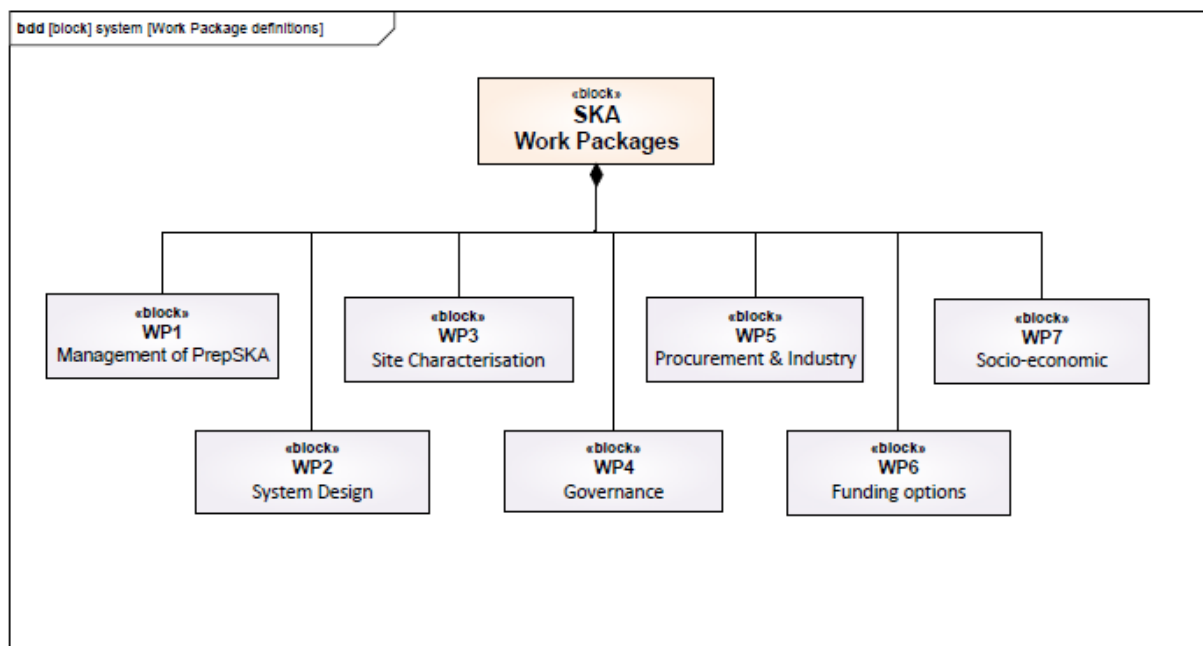 bdd [block] system [Work Package definitions]
«block»
SKA
Work Packages
«block»
WP1
Management of PrepSKA
«block»
WP3
Site Characterisation
«block»
WP5
Procurement & Industry
«block»
WP7
Socio-economic
«block»
WP2
System Design
«block»
WP4
Governance
«block»
WP6
Funding options